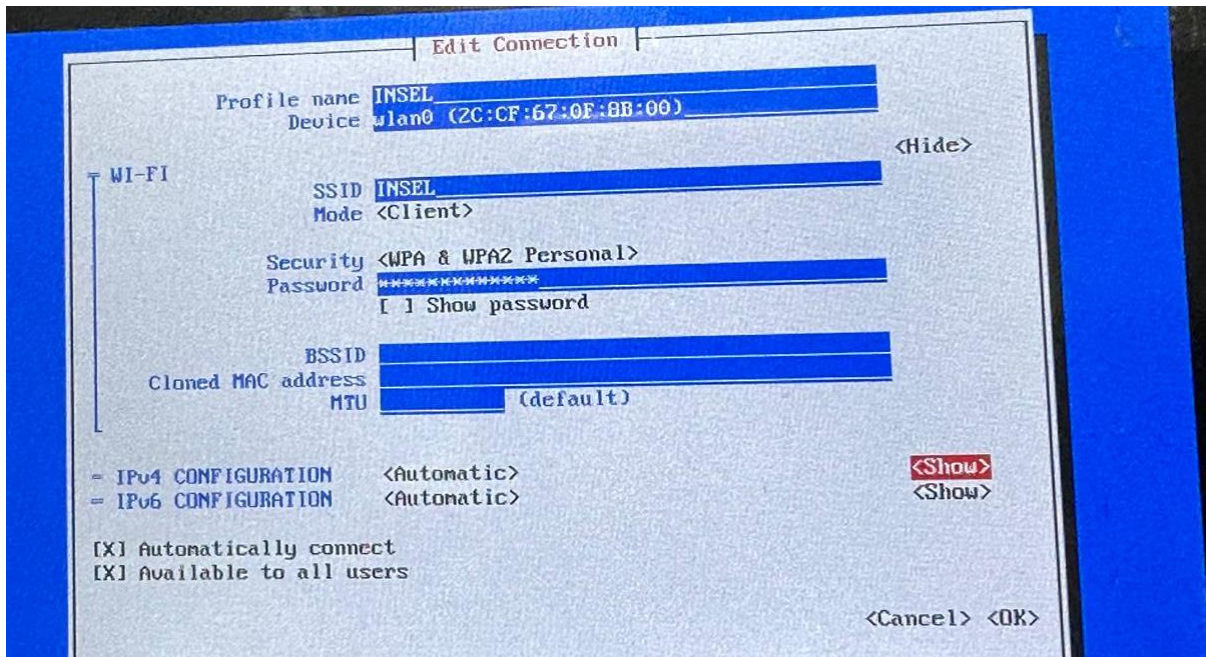 Edit Connection
Profile name INSEL
Device wlan0 (2C:CF:67:0F:8B:00)
<Hide>
WI-FI
SSID INSEL
Mode <Client>
Security <WPA & WPA2 Personal>
Password *************
[ ] Show password
BSSID
Cloned MAC address
MTU (default)
= IPv4 CONFIGURATION <Automatic> <Show>
= IPv6 CONFIGURATION <Automatic> <Show>
[X] Automatically connect
[X] Available to all users
<Cancel> <OK>